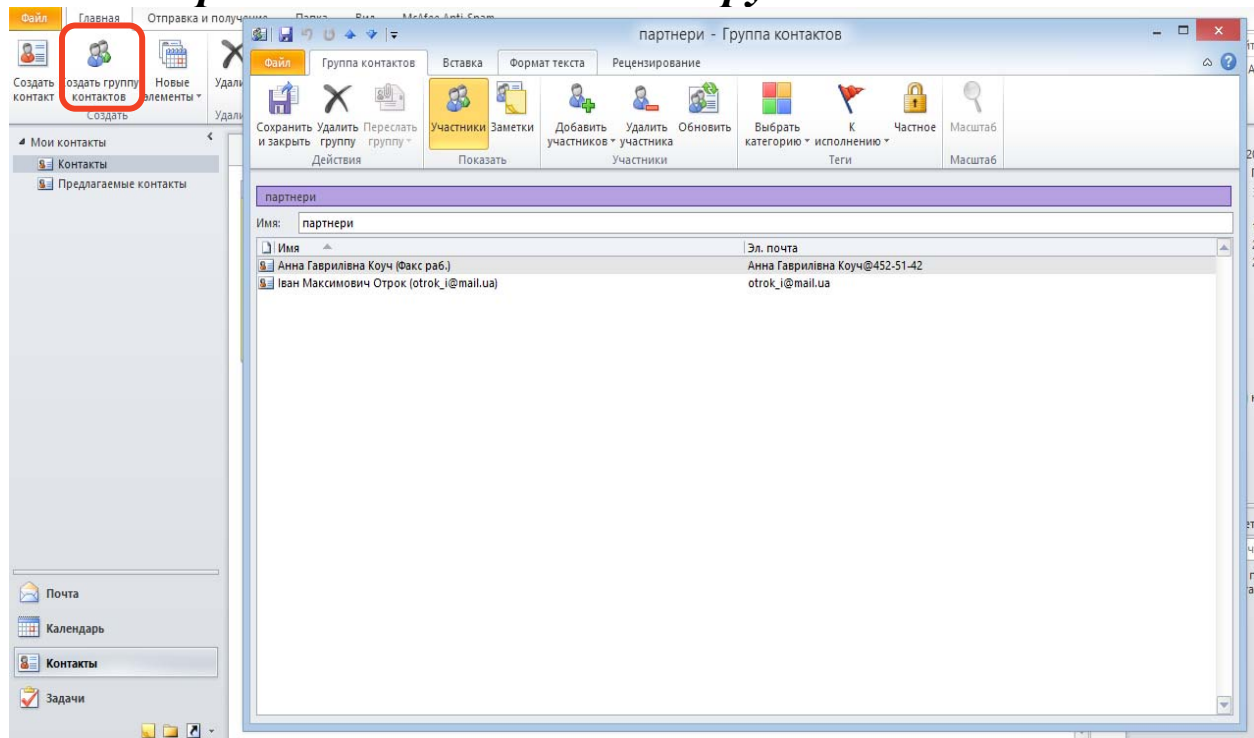 Файл Главная
Создать контакт
Создать группу контактов
Новые элементы
Создать
Мои контакты
Контакты
Предлагаемые контакты
Почта
Календарь
Контакты
Задачи
партнери - Группа контактов
Файл Группа контактов Вставка Формат текста Рецензирование
Сохранить и закрыть
Удалить группу
Переслать группу
Участники
Заметки
Добавить участников
Удалить участника
Обновить
Выбрать категорию
К исполнению
Частное
Масштаб
Действия Показать Участники Теги Масштаб
партнери
Имя: партнери
Имя Эл. почта
Анна Гаврилівна Коуч (Факс раб.) Анна Гаврилівна Коуч@452-51-42
Іван Максимович Отрок (otrok_i@mail.ua) otrok_i@mail.ua